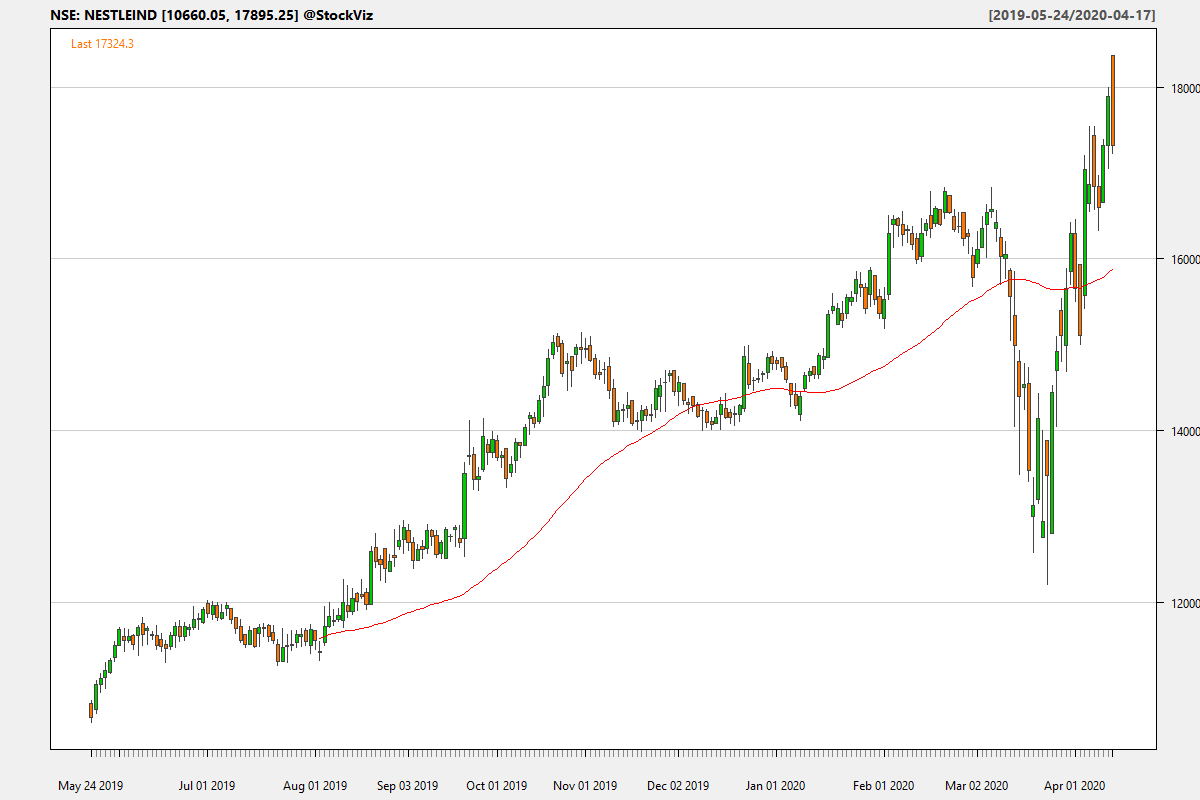 NSE: NESTLEIND [10660.05, 17895.25] @StockViz
[2019-05-24/2020-04-17]
Last 17324.3
18000
16000
14000
12000
May 24 2019 Jul 01 2019 Aug 01 2019 Sep 03 2019 Oct 01 2019 Nov 01 2019 Dec 02 2019 Jan 01 2020 Feb 01 2020 Mar 02 2020 Apr 01 2020